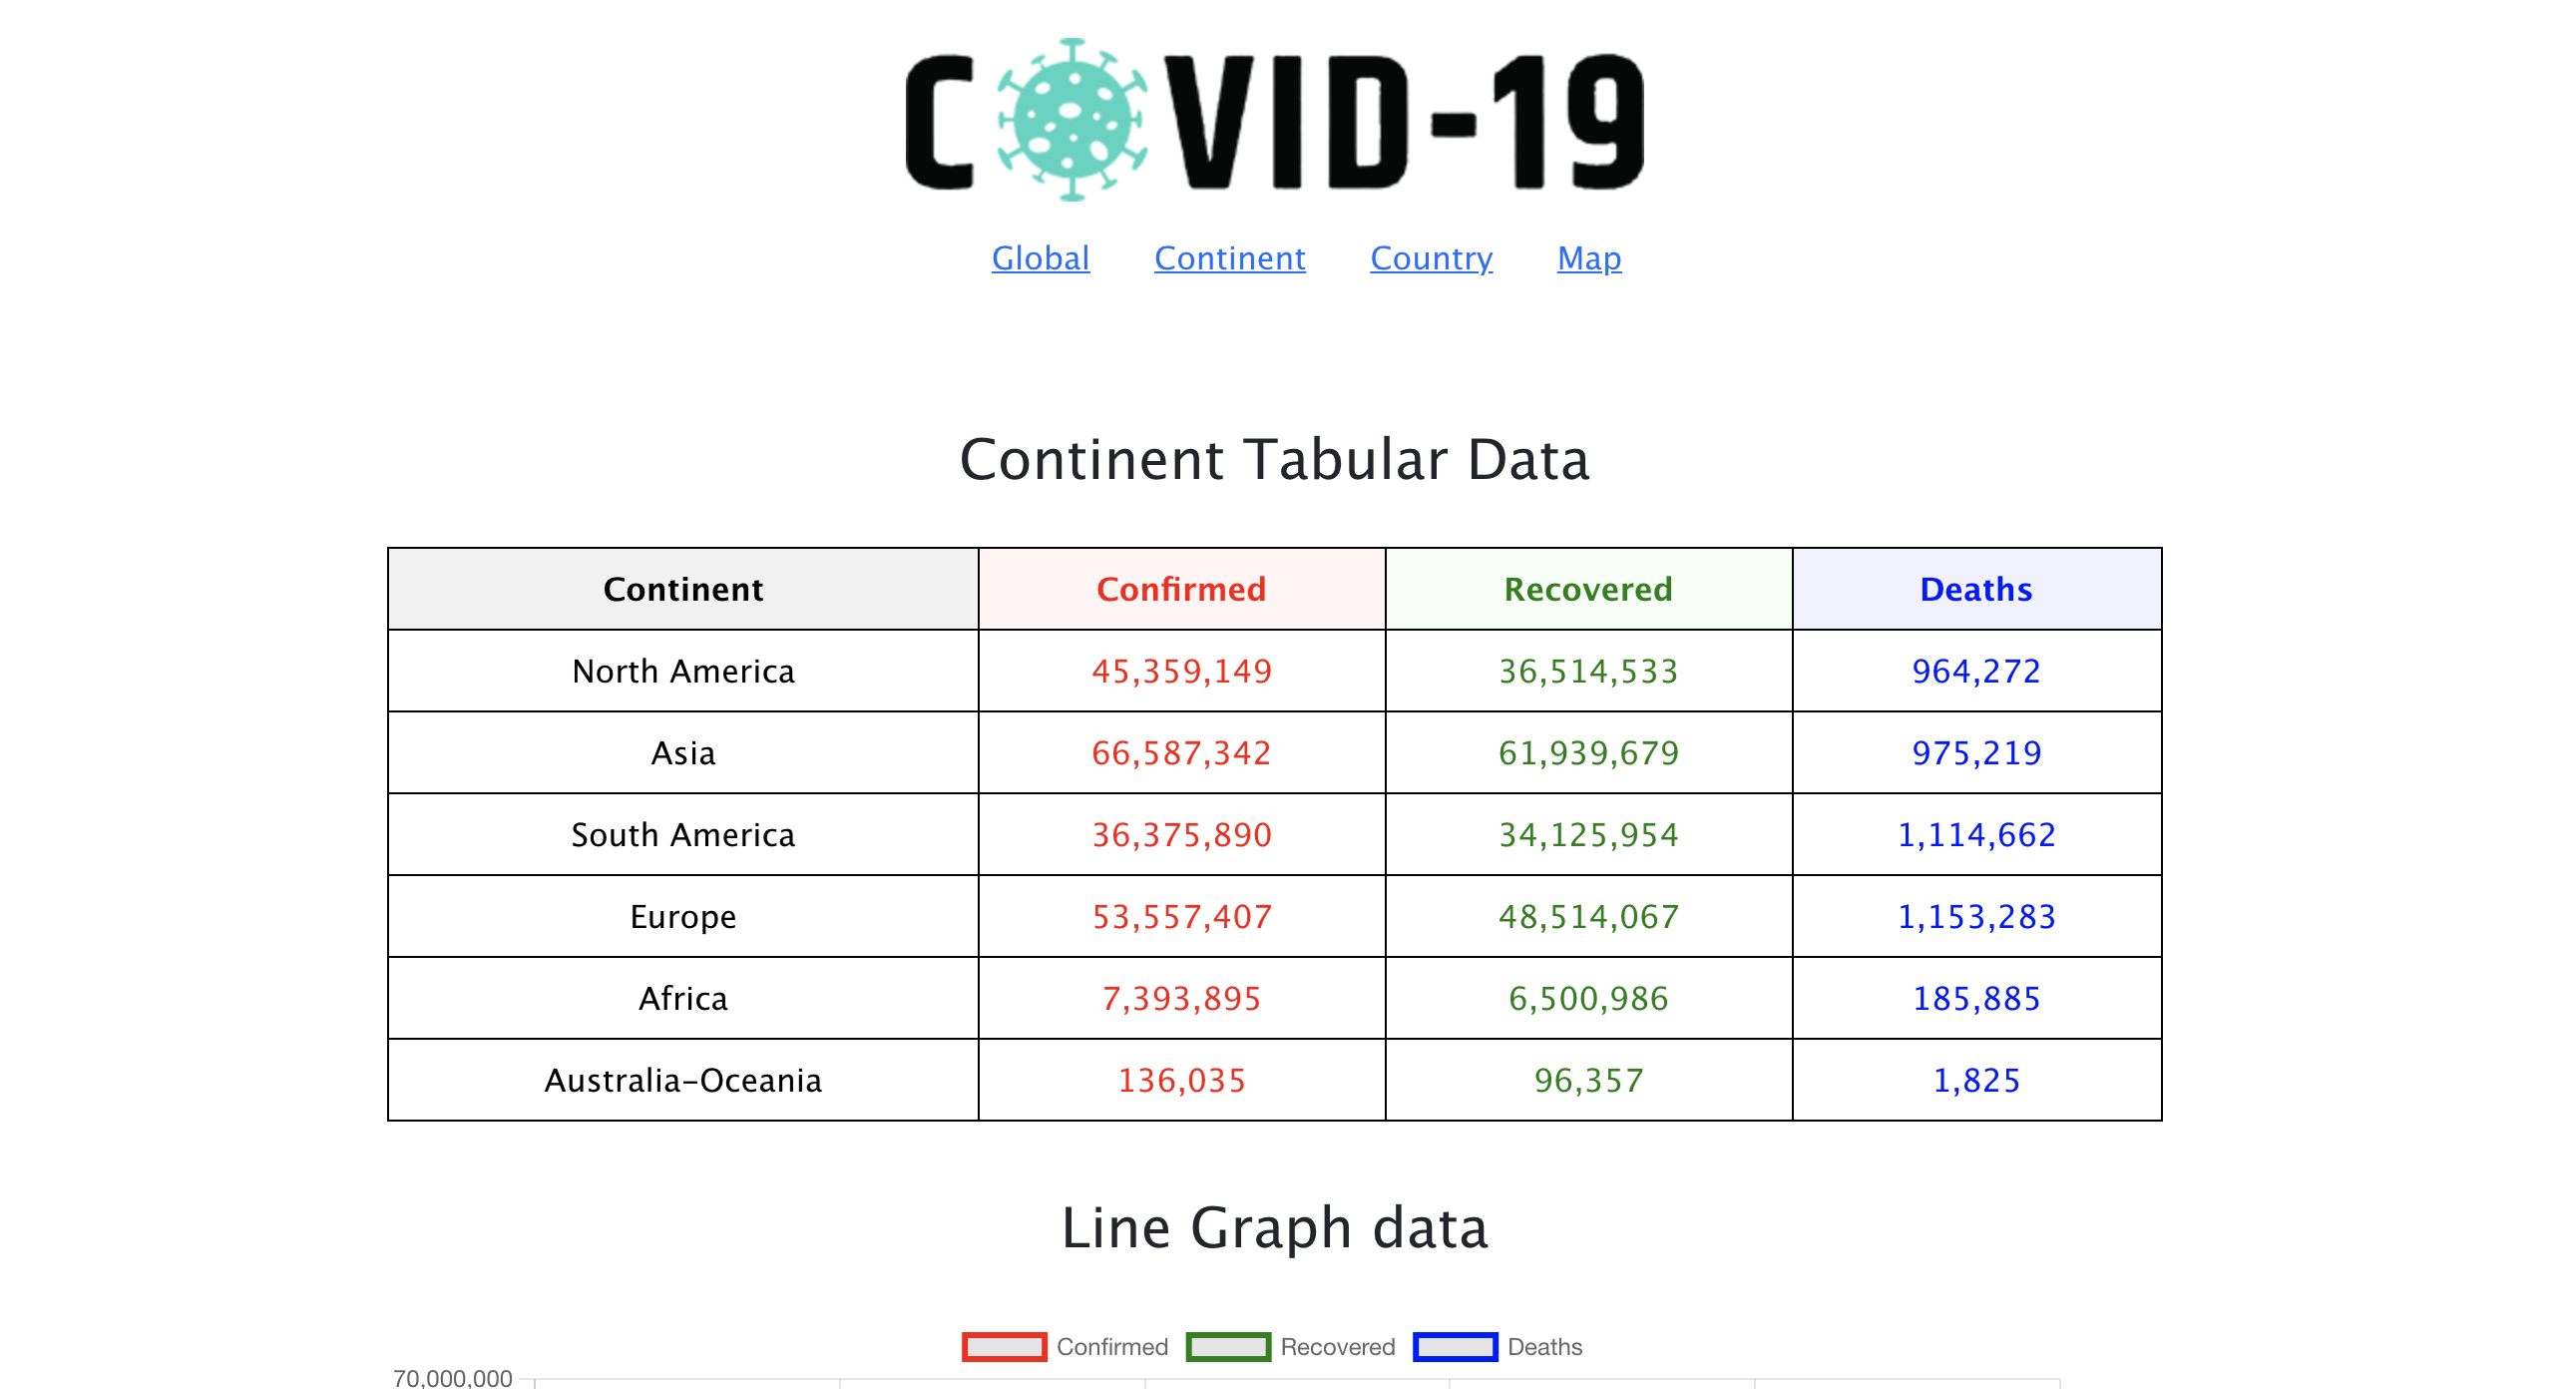 COVID-19
Global Continent Country Map
Continent Tabular Data
Continent Confirmed Recovered Deaths
North America 45,359,149 36,514,533 964,272
Asia 66,587,342 61,939,679 975,219
South America 36,375,890 34,125,954 1,114,662
Europe 53,557,407 48,514,067 1,153,283
Africa 7,393,895 6,500,986 185,885
Australia-Oceania 136,035 96,357 1,825
Line Graph data
Confirmed Recovered Deaths
70,000,000